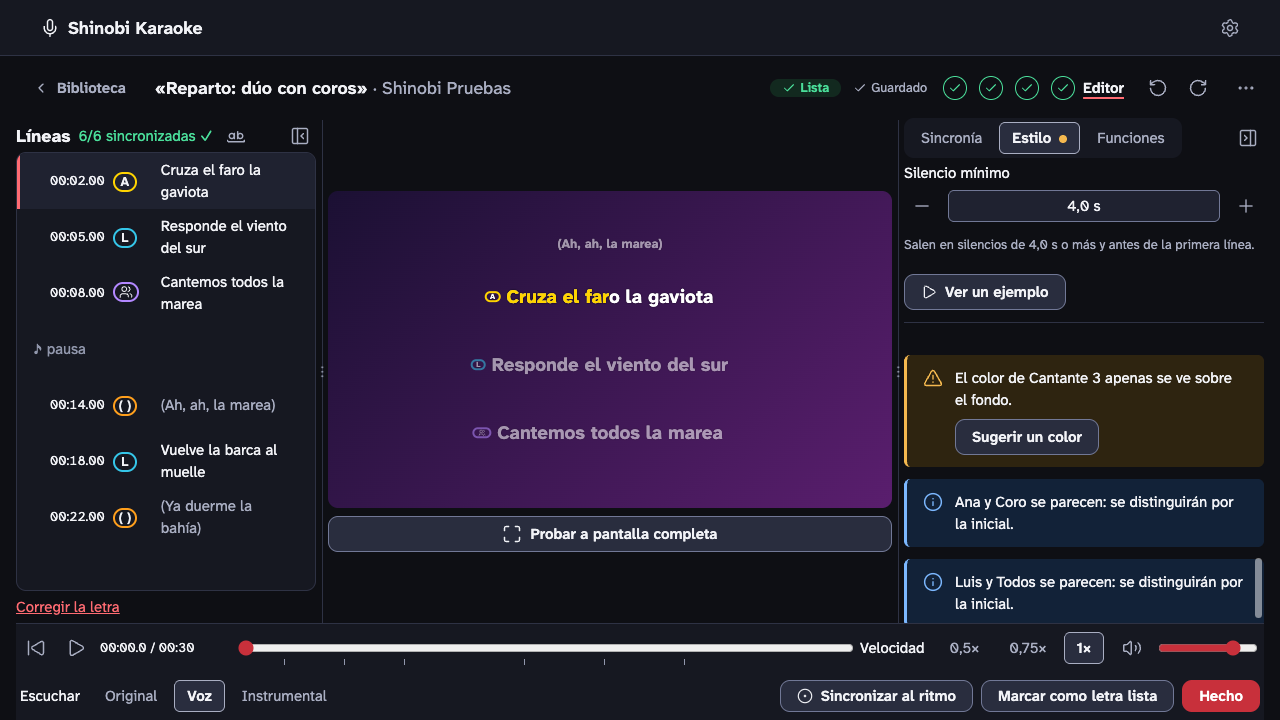 Shinobi Karaoke
Biblioteca
«Reparto: dúo con coros» · Shinobi Pruebas
Lista
Guardado
Editor
Líneas
6/6 sincronizadas
ab
00:02.00 A Cruza el faro la
gaviota
00:05.00 L Responde el viento
del sur
00:08.00 Cantemos todos la
marea
♪ pausa
00:14.00 ( ) (Ah, ah, la marea)
00:18.00 L Vuelve la barca al
muelle
00:22.00 ( ) (Ya duerme la
bahía)
Corregir la letra
(Ah, ah, la marea)
A Cruza el faro la gaviota
L Responde el viento del sur
Cantemos todos la marea
Probar a pantalla completa
Sincronía
Estilo
Funciones
Silencio mínimo
4,0 s
Salen en silencios de 4,0 s o más y antes de la primera línea.
Ver un ejemplo
El color de Cantante 3 apenas se ve sobre
el fondo.
Sugerir un color
Ana y Coro se parecen: se distinguirán por
la inicial.
Luis y Todos se parecen: se distinguirán por
la inicial.
00:00.0 / 00:30
Velocidad
0,5×
0,75×
1×
Escuchar
Original
Voz
Instrumental
Sincronizar al ritmo
Marcar como letra lista
Hecho